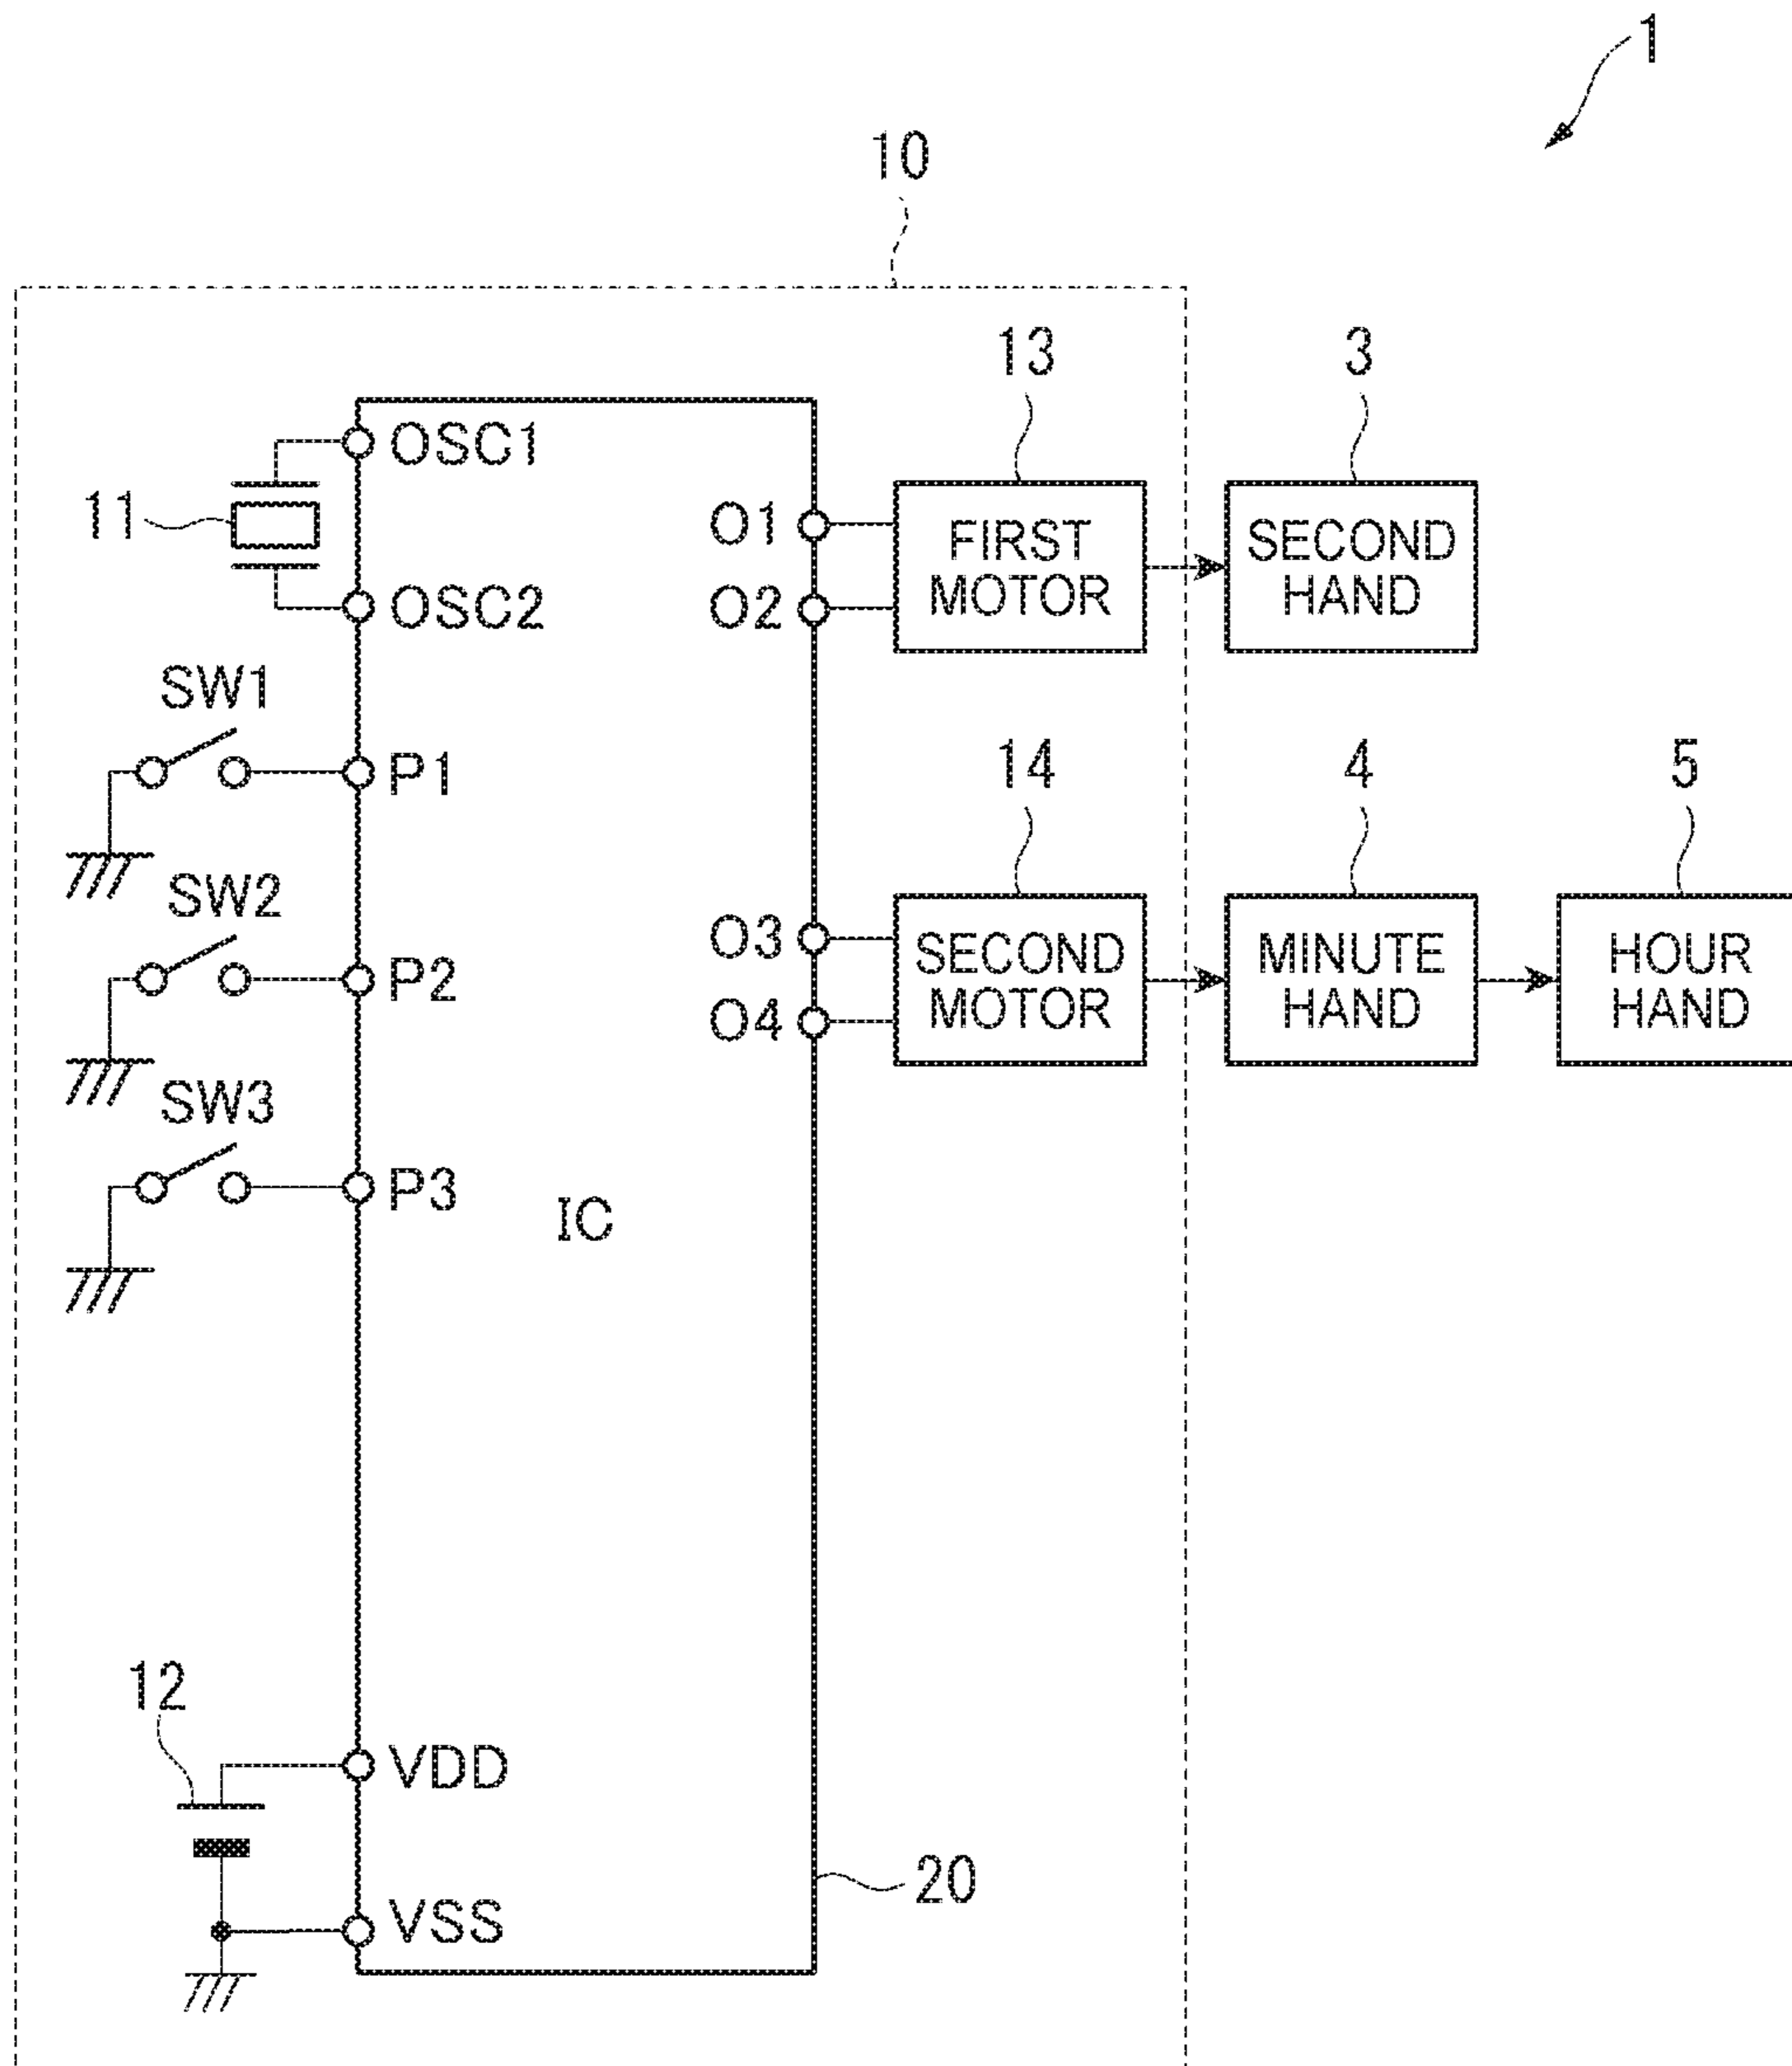 1
10
13
3
OSC1
11
O1
FIRST
MOTOR
SECOND
HAND
OSC2
O2
SW1
P1
14
4
5
SW2
P2
O3
SECOND
MOTOR
MINUTE
HAND
HOUR
HAND
O4
SW3
P3
IC
12
VDD
20
VSS